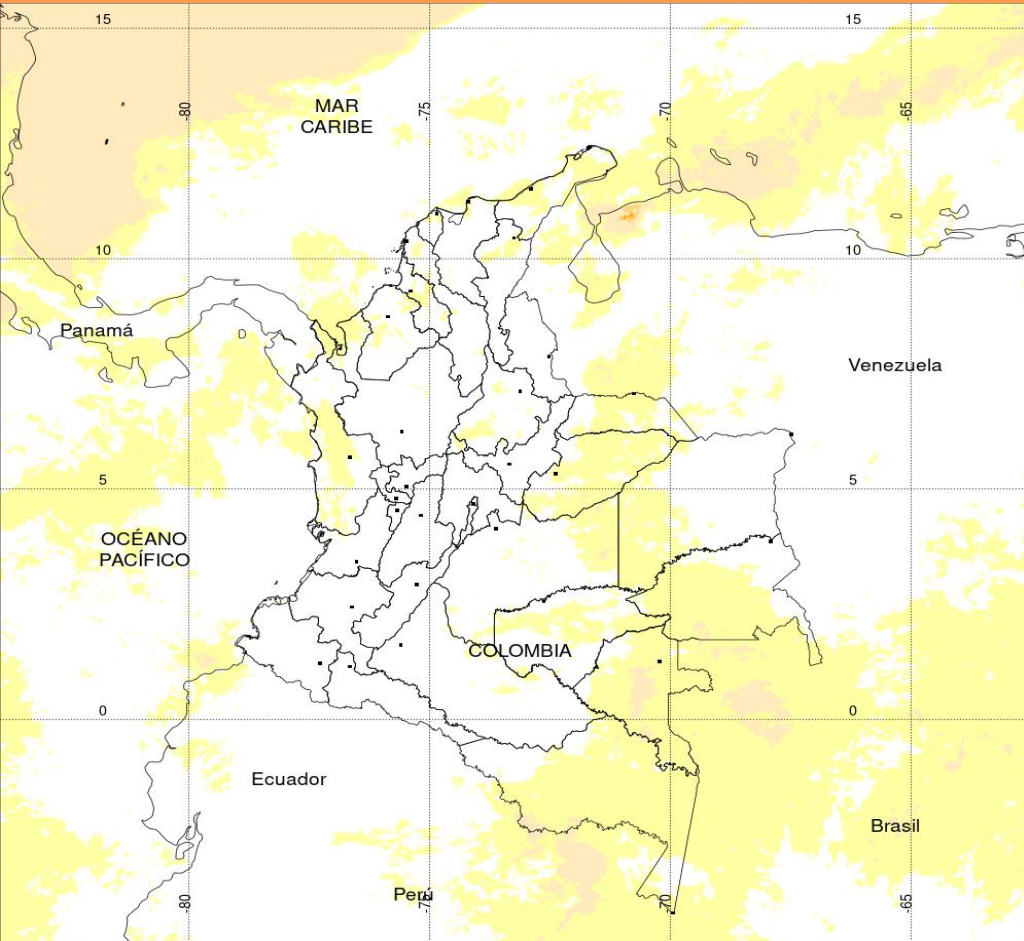 15
15
-80
-75
-70
-65
MAR
CARIBE
10
10
Panamá
Venezuela
5
5
OCÉANO
PACÍFICO
COLOMBIA
0
0
Ecuador
Brasil
Perú
-80
-75
-70
-65